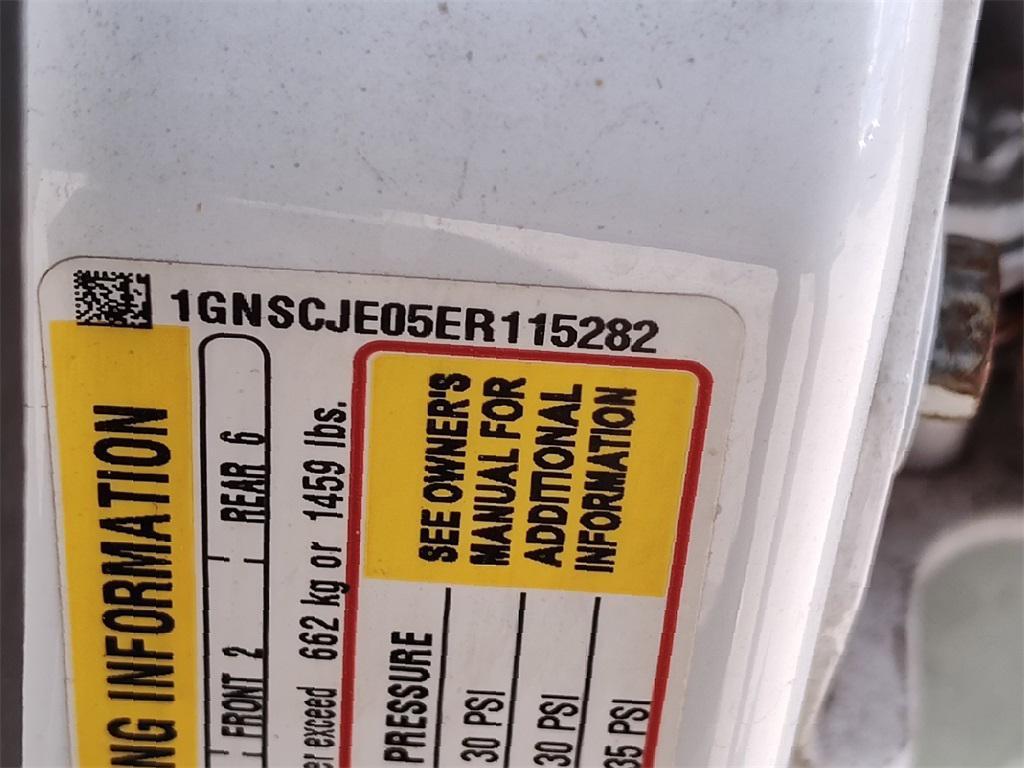 1GNSCJE05ER115282
NG INFORMATION
FRONT 2 REAR 6
exceed 662 kg or 1459 lbs.
PRESSURE
30 PSI
30 PSI
35 PSI
SEE OWNER'S
MANUAL FOR
ADDITIONAL
INFORMATION